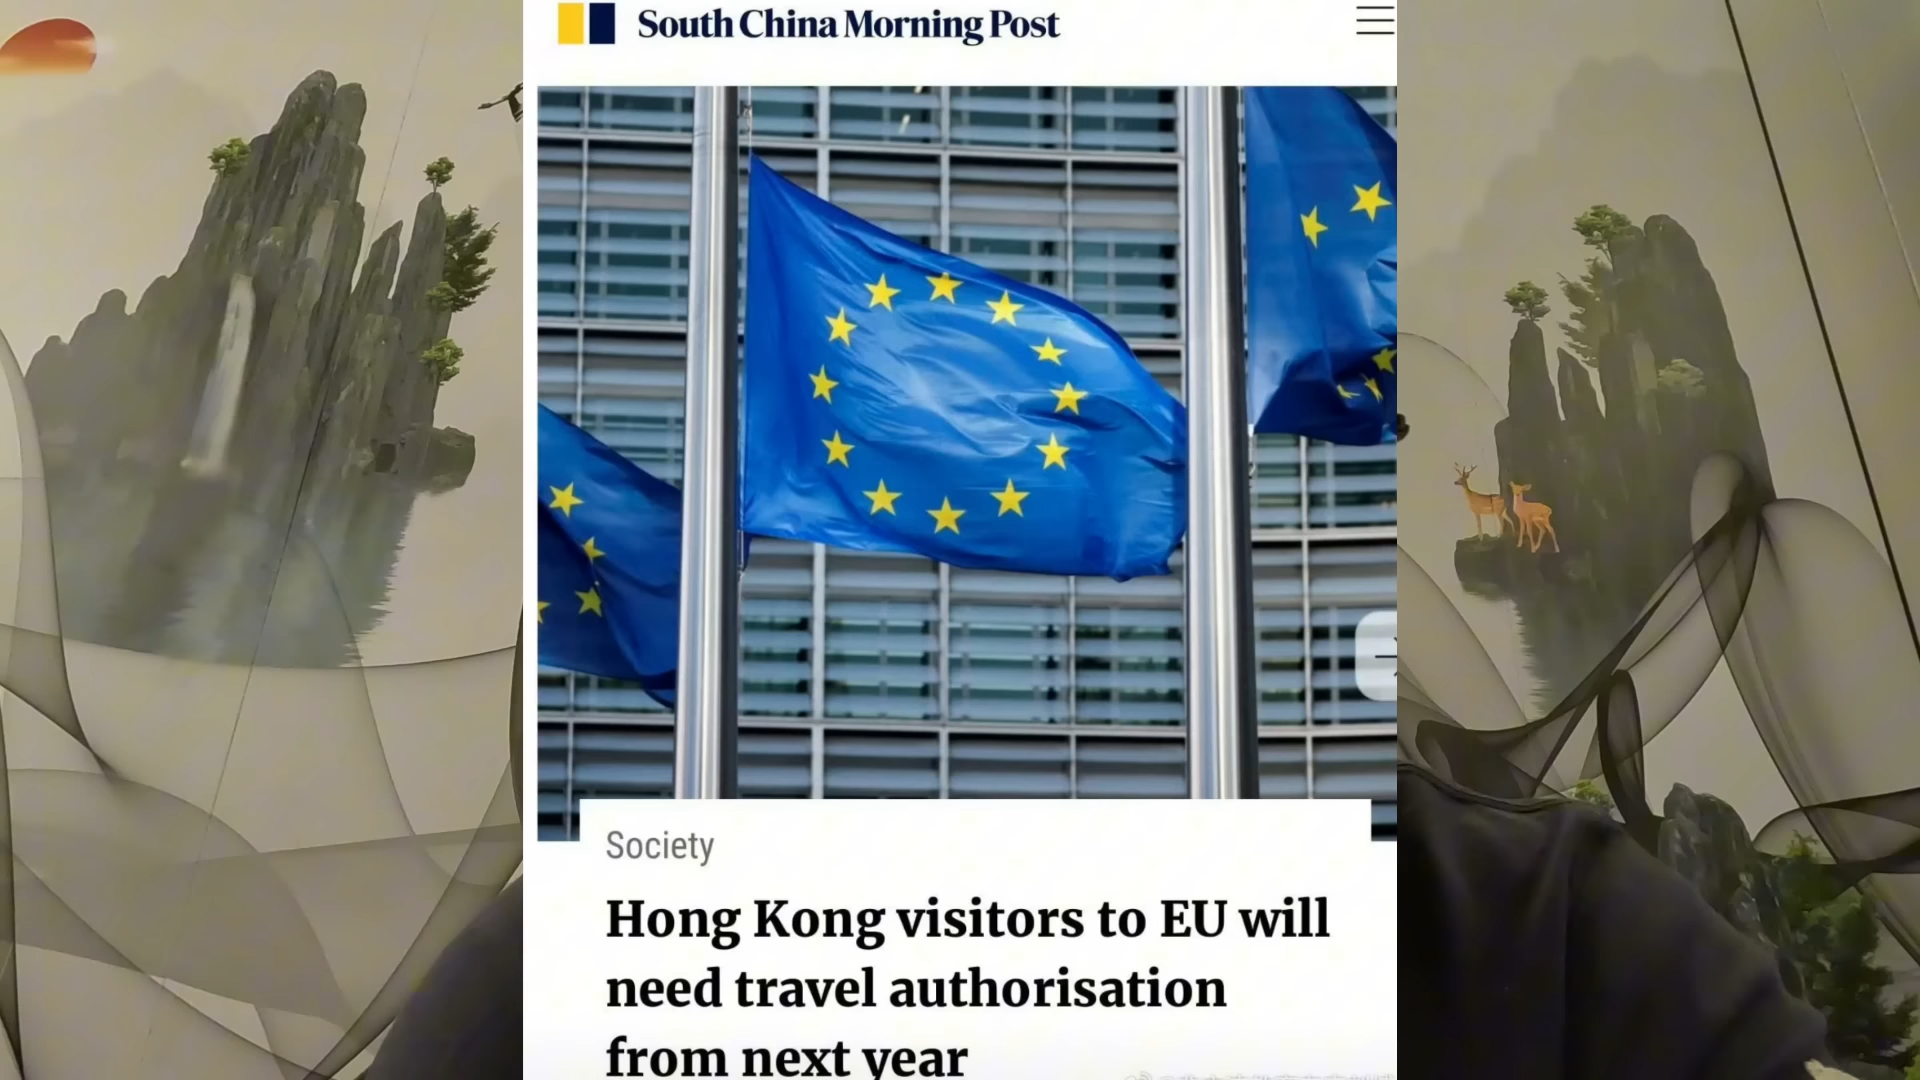 South China Morning Post
Society
Hong Kong visitors to EU will
need travel authorisation
from next year